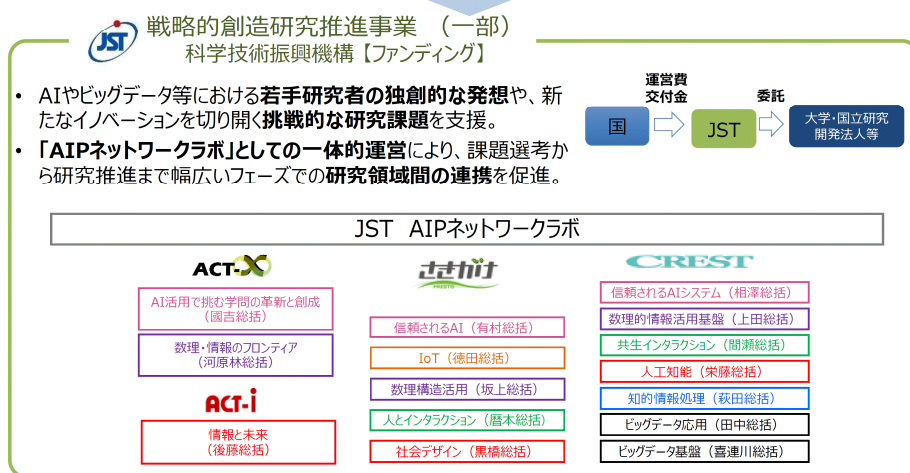 JST
戦略的創造研究推進事業 （一部）
科学技術振興機構【ファンディング】
• AIやビッグデータ等における若手研究者の独創的な発想や、新
たなイノベーションを切り開く挑戦的な研究課題を支援。
• 「AIPネットワークラボ」としての一体的運営により、課題選考か
ら研究推進まで幅広いフェーズでの研究領域間の連携を促進。
運営費
交付金
委託
国
JST
大学・国立研究
開発法人等
JST AIPネットワークラボ
ACT-X
AI活用で挑む学問の革新と創成
（國吉総括）
数理・情報のフロンティア
（河原林総括）
ACT-i
情報と未来
（後藤総括）
さきがけ
PRESTO
信頼されるAI（有村総括）
IoT（徳田総括）
数理構造活用（坂上総括）
人とインタラクション（暦本総括）
社会デザイン（黒橋総括）
CREST
信頼されるAIシステム（相澤総括）
数理的情報活用基盤（上田総括）
共生インタラクション（間瀬総括）
人工知能（栄藤総括）
知的情報処理（萩田総括）
ビッグデータ応用（田中総括）
ビッグデータ基盤（喜連川総括）